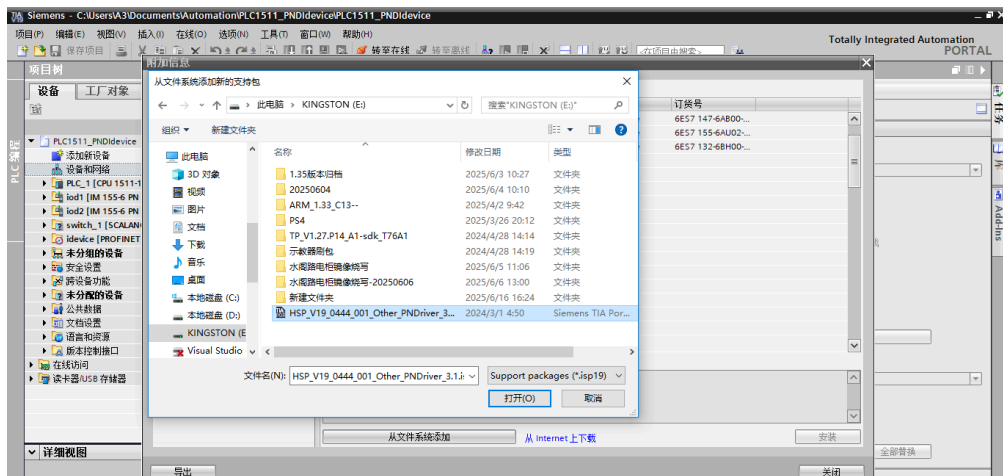 Siemens - C:\Users\A3\Documents\Automation\PLC1511_PNDIdevice\PLC1511_PNDIdevice
项目(P) 编辑(E) 视图(V) 插入(I) 在线(O) 选项(N) 工具(T) 窗口(W) 帮助(H)
Totally Integrated Automation
PORTAL
保存项目
转至在线
转至离线
<在项目中搜索>
项目树
附加信息
设备
工厂对象
PLC 编程
PLC1511_PNDIdevice
添加新设备
设备和网络
PLC_1 [CPU 1511-1
iod1 [IM 155-6 PN
iod2 [IM 155-6 PN
switch_1 [SCALAN
idevice [PROFINET
未分组的设备
安全设置
跨设备功能
未分配的设备
公共数据
文档设置
语言和资源
版本控制接口
在线访问
读卡器/USB 存储器
详细视图
从文件系统添加新的支持包
此电脑 › KINGSTON (E:)
搜索"KINGSTON (E:)"
组织
新建文件夹
此电脑
3D 对象
视频
图片
文档
下载
音乐
桌面
本地磁盘 (C:)
本地磁盘 (D:)
KINGSTON (E
Visual Studio
名称 修改日期 类型
1.35版本归档 2025/6/3 10:27 文件夹
20250604 2025/6/4 10:10 文件夹
ARM_1.33_C13-- 2025/4/2 9:42 文件夹
PS4 2025/3/26 20:12 文件夹
TP_V1.27.P14_A1-sdk_T76A1 2024/4/28 14:14 文件夹
示教器刷包 2024/4/28 14:19 文件夹
水阁路电柜镜像烧写 2025/6/5 11:06 文件夹
水阁路电柜镜像烧写-20250606 2025/6/6 13:00 文件夹
新建文件夹 2025/6/16 16:24 文件夹
HSP_V19_0444_001_Other_PNDriver_3... 2024/3/1 4:50 Siemens TIA Por...
文件名(N):
HSP_V19_0444_001_Other_PNDriver_3.1.i
Support packages (*.isp19)
打开(O)
取消
订货号
6ES7 147-6AB00-...
6ES7 155-6AU02-...
6ES7 132-6BH00-...
从文件系统添加
从 Internet 上下载
安装
全部替换
导出
关闭
任务
Add-Ins